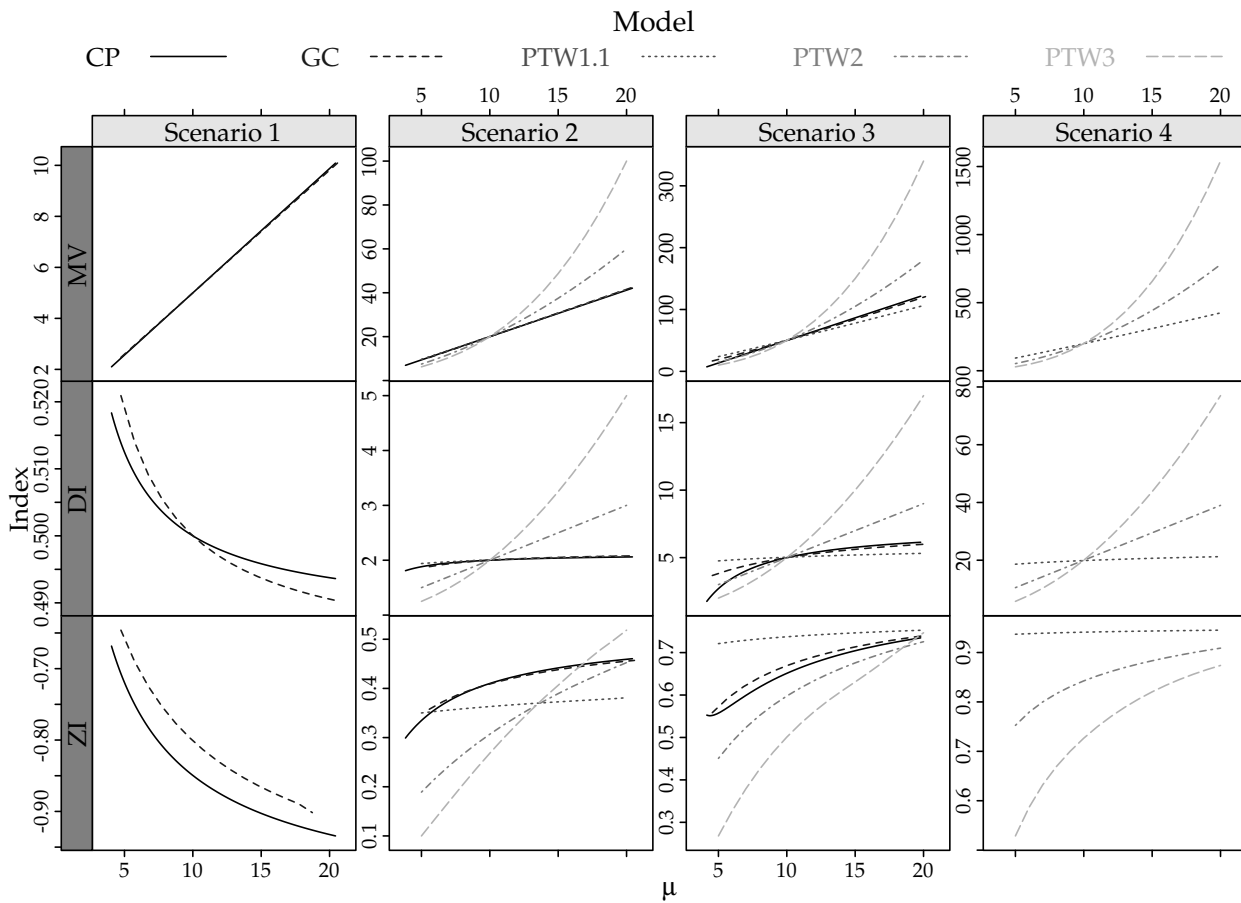 Model
CP GC PTW1.1 PTW2 PTW3
5 10 15 20 5 10 15 20
Scenario 1 Scenario 2 Scenario 3 Scenario 4
Index
MV
2 4 6 8 10
20 40 60 80 100
0 100 200 300
0 500 1000 1500
DI
0.490 0.500 0.510 0.520
1 2 3 4 5
5 10 15
20 40 60 800
ZI
-0.90 -0.80 -0.70
0.1 0.2 0.3 0.4 0.5
0.3 0.4 0.5 0.6 0.7
0.6 0.7 0.8 0.9
5 10 15 20 5 10 15 20
μ